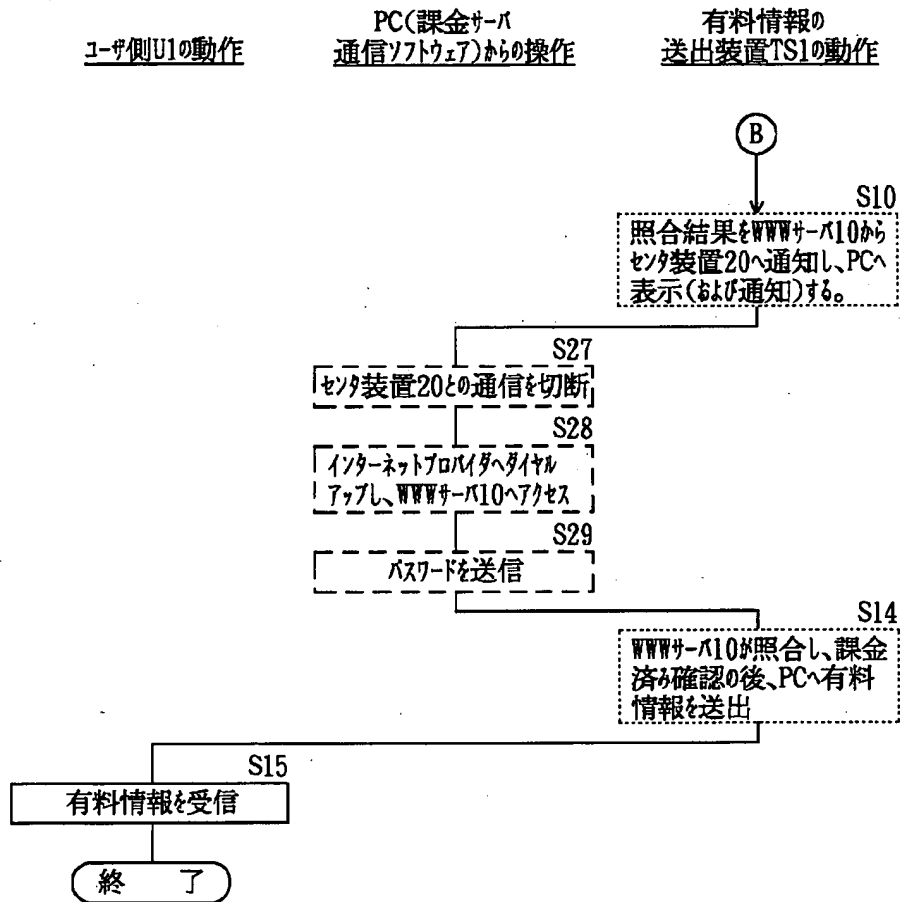 ユーザ側U1の動作
PC(課金サーバ
通信ソフトウェア)からの操作
有料情報の
送出装置TS1の動作
B
S10
照合結果をWWWサーバ10から
センタ装置20へ通知し、PCへ
表示(および通知)する。
S27
センタ装置20との通信を切断
S28
インターネットプロバイダへダイヤル
アップし、WWWサーバ10へアクセス
S29
パスワードを送信
S14
WWWサーバ10が照合し、課金
済み確認の後、PCへ有料
情報を送出
S15
有料情報を受信
終 了